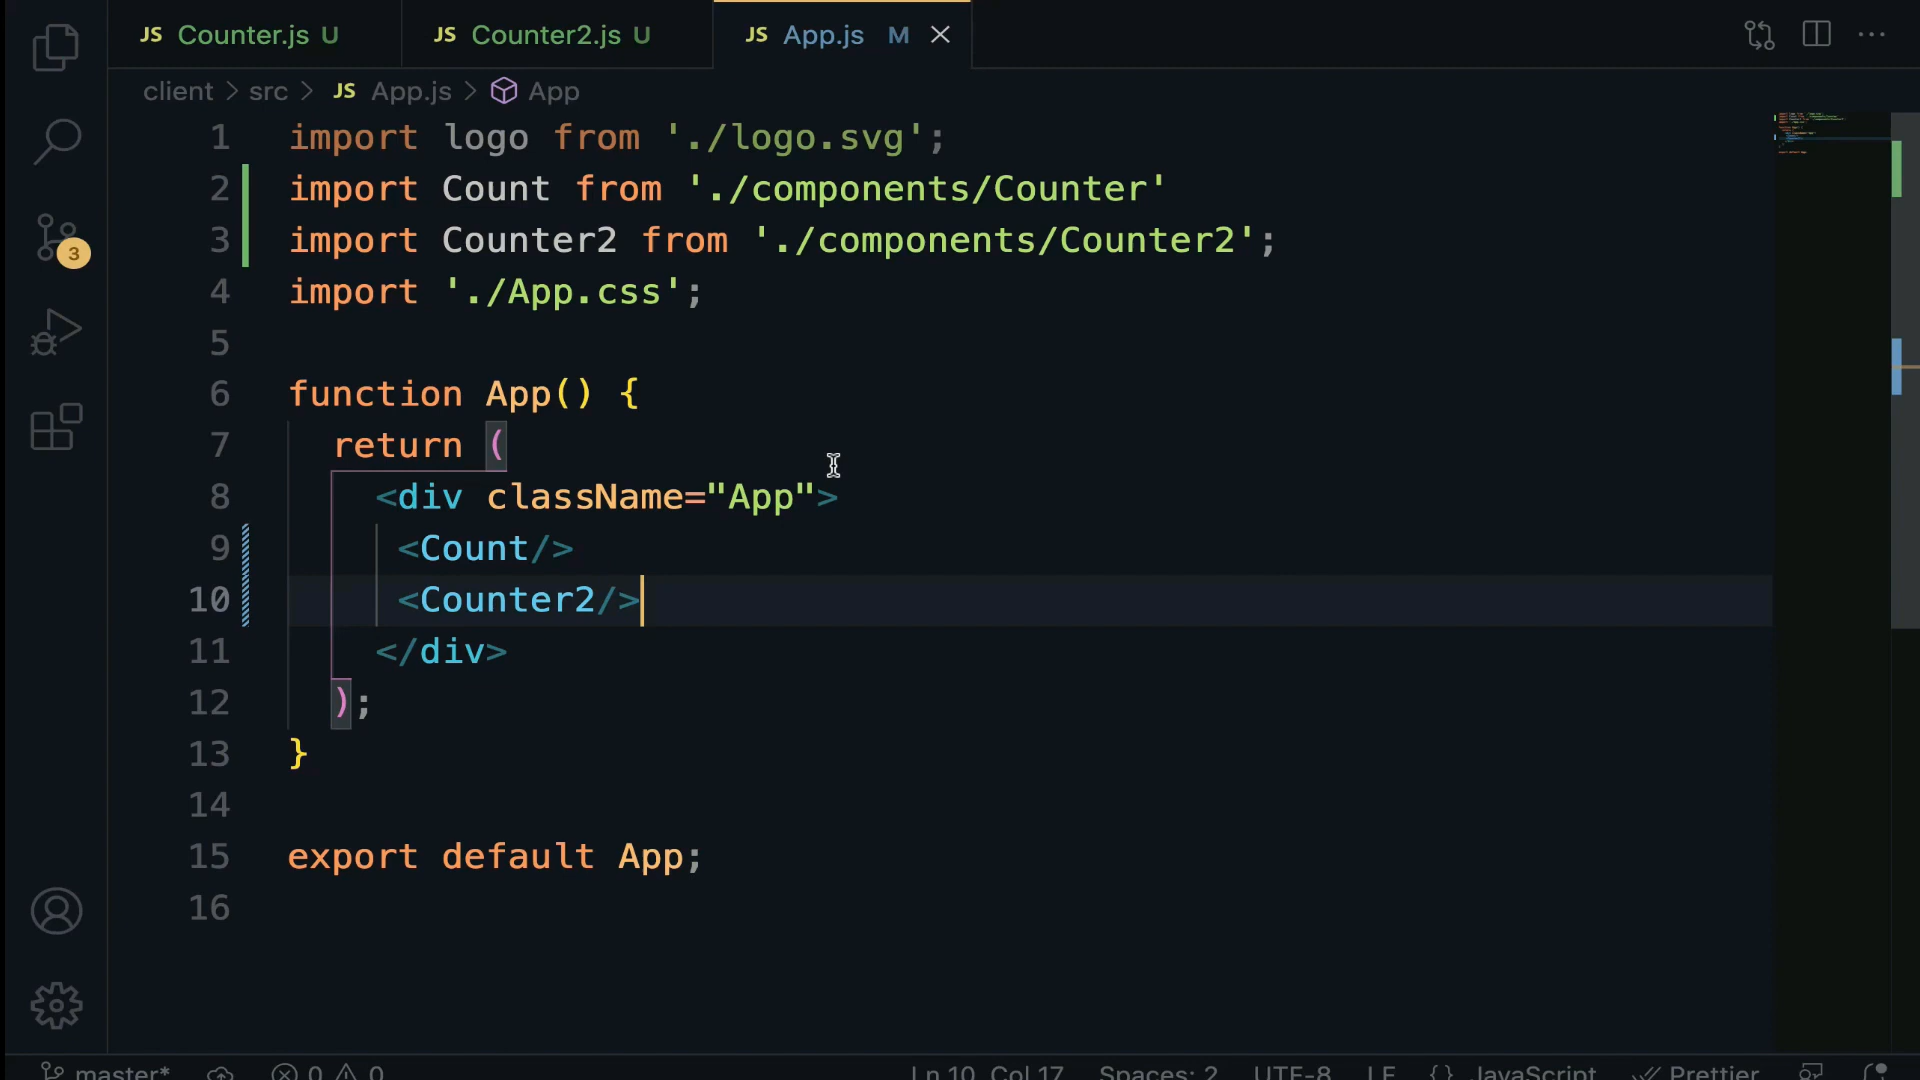 JS Counter.js U JS Counter2.js U JS App.js M
client > src > JS App.js > App
1 import logo from './logo.svg';
2 import Count from './components/Counter'
3 import Counter2 from './components/Counter2';
4 import './App.css';
5
6 function App() {
7 return (
8 <div className="App">
9 <Count/>
10 <Counter2/>
11 </div>
12 );
13 }
14
15 export default App;
16
3
master* 0 0 Ln 10, Col 17 Spaces: 2 UTF-8 LF {} JavaScript Prettier